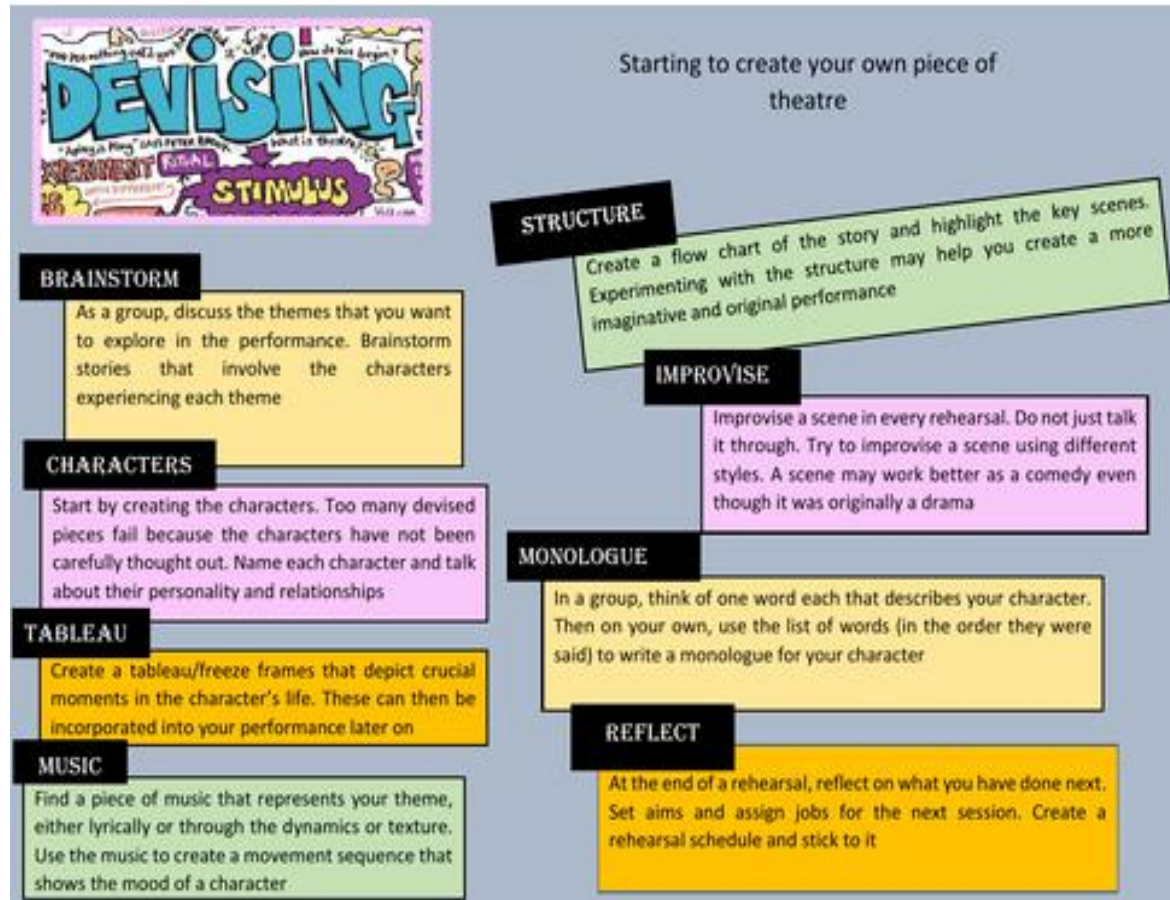 DEVISING
EXPERIMENT
RITUAL
STIMULUS
Starting to create your own piece of
theatre
BRAINSTORM
As a group, discuss the themes that you want
to explore in the performance. Brainstorm
stories that involve the characters
experiencing each theme
CHARACTERS
Start by creating the characters. Too many devised
pieces fail because the characters have not been
carefully thought out. Name each character and talk
about their personality and relationships
TABLEAU
Create a tableau/freeze frames that depict crucial
moments in the character's life. These can then be
incorporated into your performance later on
MUSIC
Find a piece of music that represents your theme,
either lyrically or through the dynamics or texture.
Use the music to create a movement sequence that
shows the mood of a character
STRUCTURE
Create a flow chart of the story and highlight the key scenes.
Experimenting with the structure may help you create a more
imaginative and original performance
IMPROVISE
Improvise a scene in every rehearsal. Do not just talk
it through. Try to improvise a scene using different
styles. A scene may work better as a comedy even
though it was originally a drama
MONOLOGUE
In a group, think of one word each that describes your character.
Then on your own, use the list of words (in the order they were
said) to write a monologue for your character
REFLECT
At the end of a rehearsal, reflect on what you have done next.
Set aims and assign jobs for the next session. Create a
rehearsal schedule and stick to it